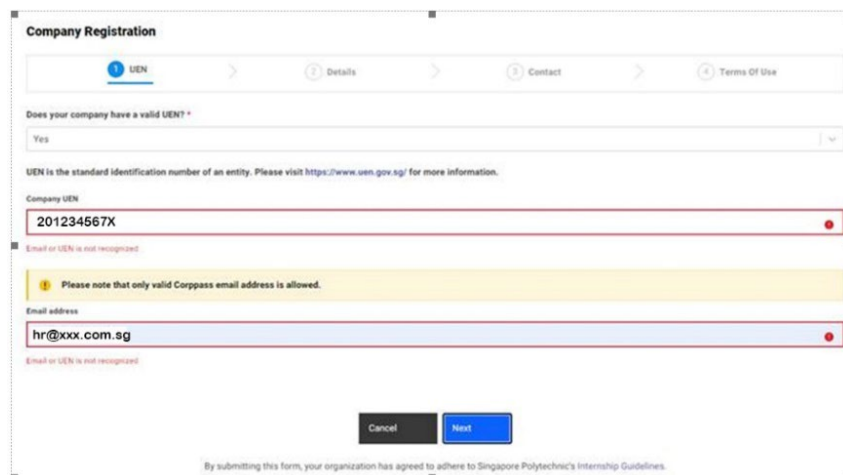 Company Registration
1 UEN 2 Details 3 Contact 4 Terms Of Use
Does your company have a valid UEN? *
Yes
UEN is the standard identification number of an entity. Please visit https://www.uen.gov.sg/ for more information.
Company UEN
201234567X
Email or UEN is not recognized
Please note that only valid Corppass email address is allowed.
Email address
hr@xxx.com.sg
Email or UEN is not recognized
Cancel Next
By submitting this form, your organization has agreed to adhere to Singapore Polytechnic's Internship Guidelines.